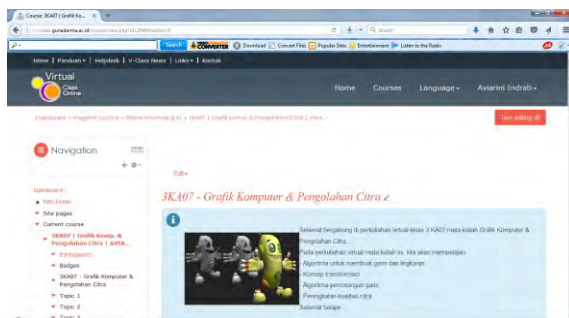 Course: 3KA07 | Grafik Ko...
Search
CONVERTER
Download
Convert Files
Popular Sites
Entertainment
Listen to the Radio
Home | Panduan | Helpdesk | V-Class News | Links | Kontak
Virtual
Class
Online
Home
Courses
Language
Aviarini Indrati
Turn editing off
Navigation
Edit
Dashboard
Site home
Site pages
Current course
3KA07 | Grafik Komp. &
Pengolahan Citra | AVIA...
Participants
Badges
3KA07 - Grafik Komputer &
Pengolahan Citra
Topic 1
Topic 2
Topic 3
3KA07 - Grafik Komputer & Pengolahan Citra
Selamat bergabung di perkuliahan virtual kelas 3 KA07 mata kuliah Grafik Komputer &
Pengolahan Citra
Pada perkuliahan virtual mata kuliah ini, kita akan mempelajari
- Algoritma untuk membuat garis dan lingkaran
- Konsep transformasi
- Algoritma pemotongan garis
- Peningkatan kualitas citra
Selamat belajar